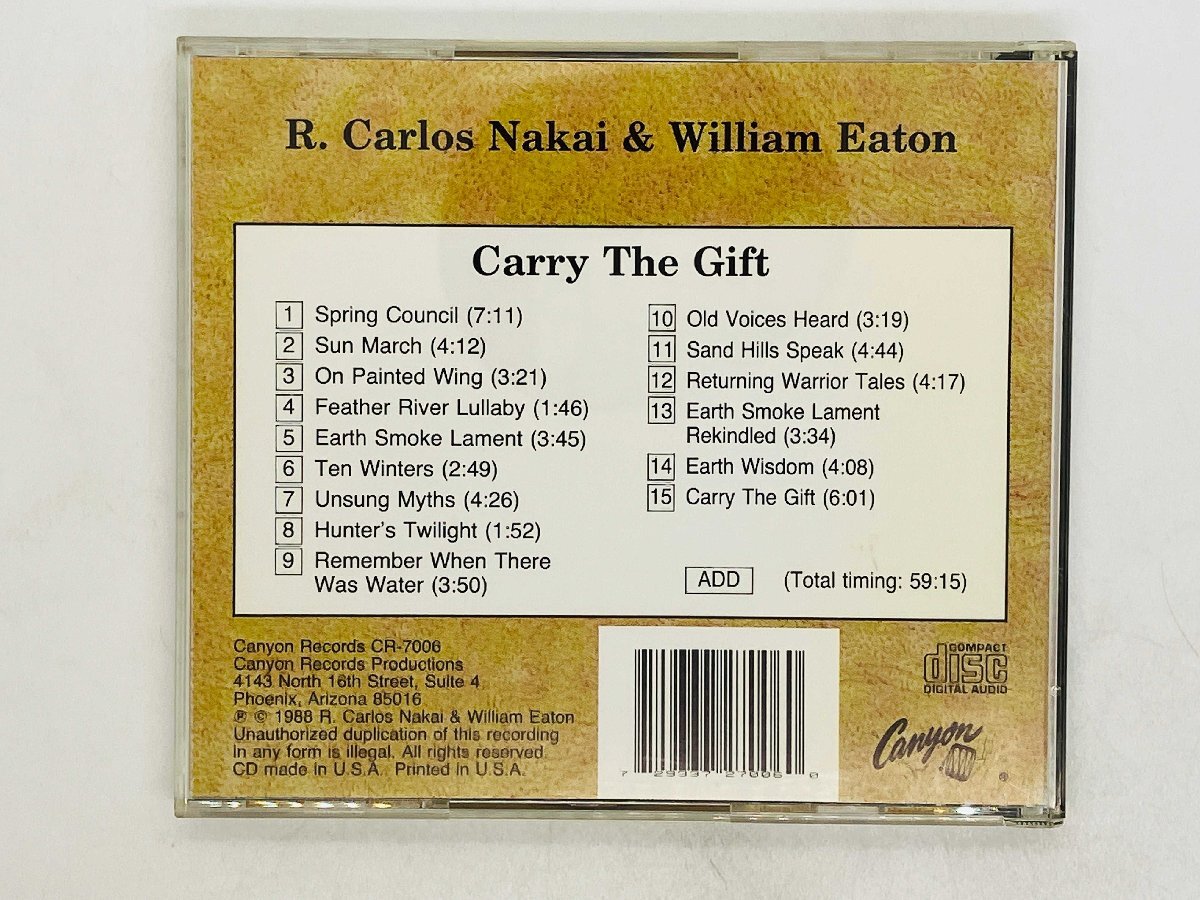 R. Carlos Nakai & William Eaton
Carry The Gift
1 Spring Council (7:11)
2 Sun March (4:12)
3 On Painted Wing (3:21)
4 Feather River Lullaby (1:46)
5 Earth Smoke Lament (3:45)
6 Ten Winters (2:49)
7 Unsung Myths (4:26)
8 Hunter's Twilight (1:52)
9 Remember When There
Was Water (3:50)
10 Old Voices Heard (3:19)
11 Sand Hills Speak (4:44)
12 Returning Warrior Tales (4:17)
13 Earth Smoke Lament
Rekindled (3:34)
14 Earth Wisdom (4:08)
15 Carry The Gift (6:01)
ADD (Total timing: 59:15)
Canyon Records CR-7006
Canyon Records Productions
4143 North 16th Street, Suite 4
Phoenix, Arizona 85016
℗ © 1988 R. Carlos Nakai & William Eaton
Unauthorized duplication of this recording
in any form is illegal. All rights reserved.
CD made in U.S.A. Printed in U.S.A.
7 29337 27006 0
COMPACT
disc
DIGITAL AUDIO
Canyon
®